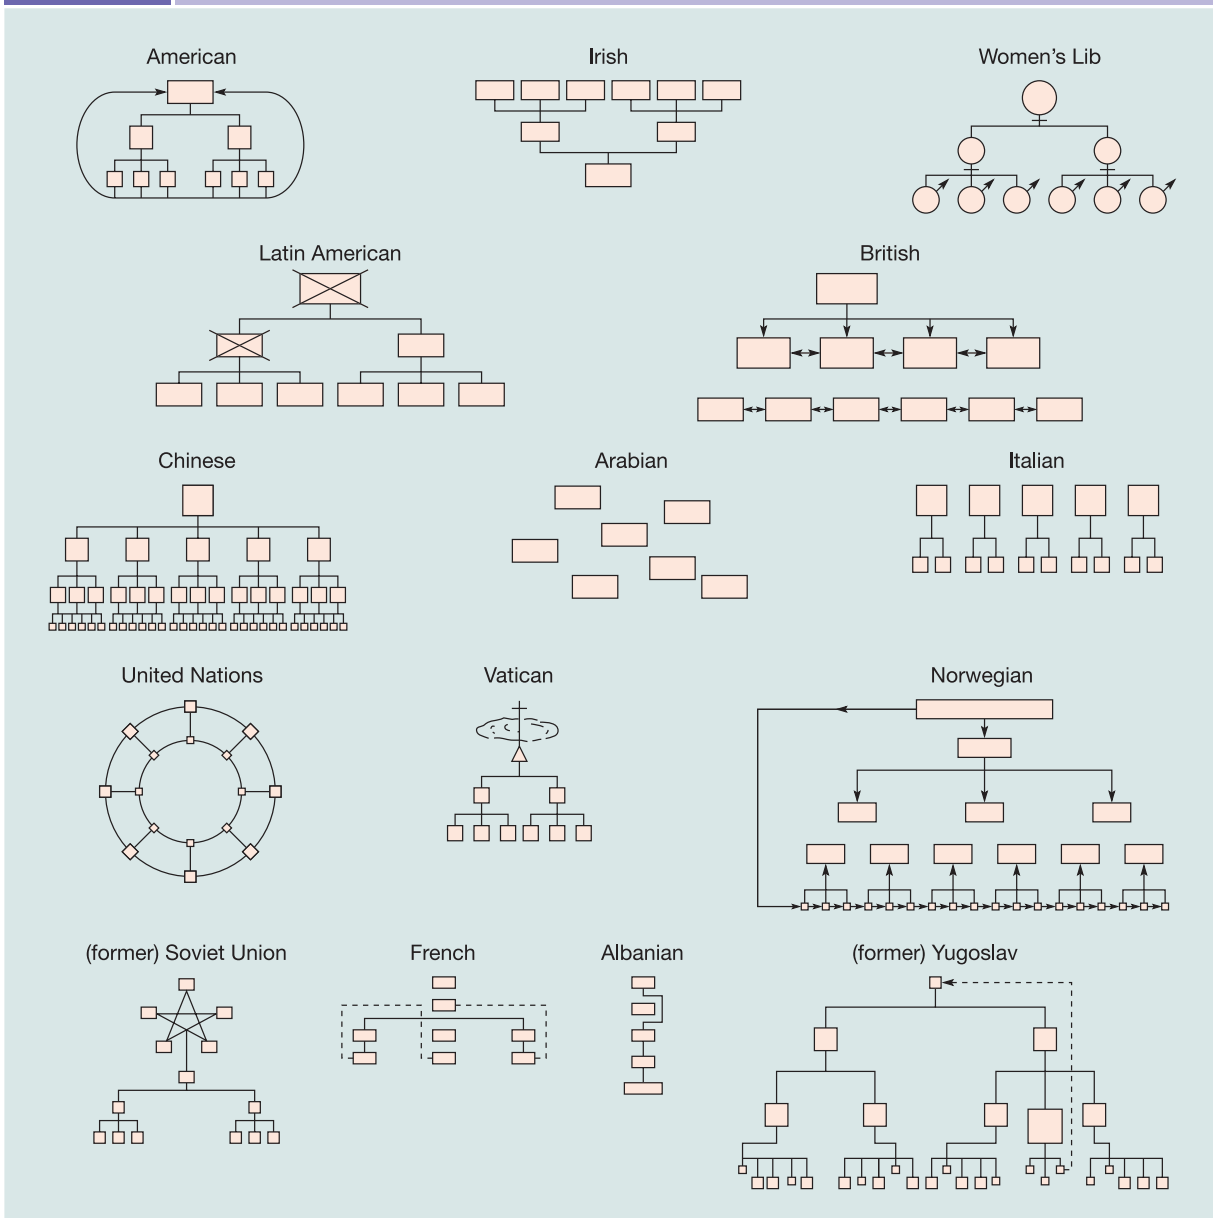 American
Irish
Women's Lib
Latin American
British
Chinese
Arabian
Italian
United Nations
Vatican
Norwegian
(former) Soviet Union
French
Albanian
(former) Yugoslav